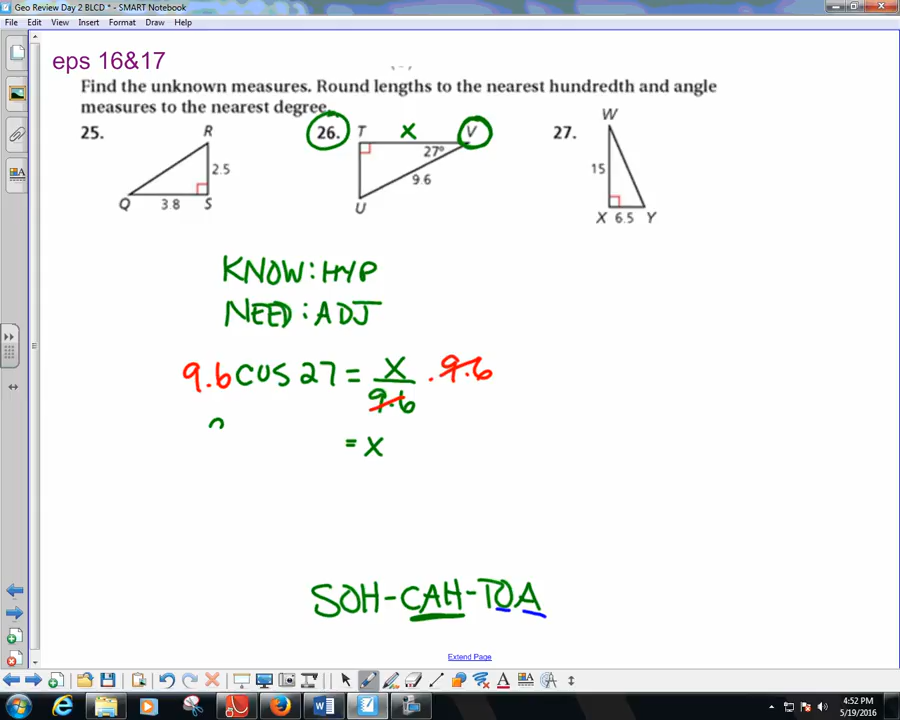 Geo Review Day 2 BLCD * - SMART Notebook
File Edit View Insert Format Draw Help
eps 16&17
Find the unknown measures. Round lengths to the nearest hundredth and angle
measures to the nearest degree.
25. R 2.5 Q 3 8 S
26. T x V 27° 9.6 U
27. W 15 X 6.5 Y
KNOW: HYP
NEED: ADJ
9.6 COS 27 = x/9.6 . 9.6
= x
SOH-CAH-TOA
Extend Page
4:52 PM
5/19/2016